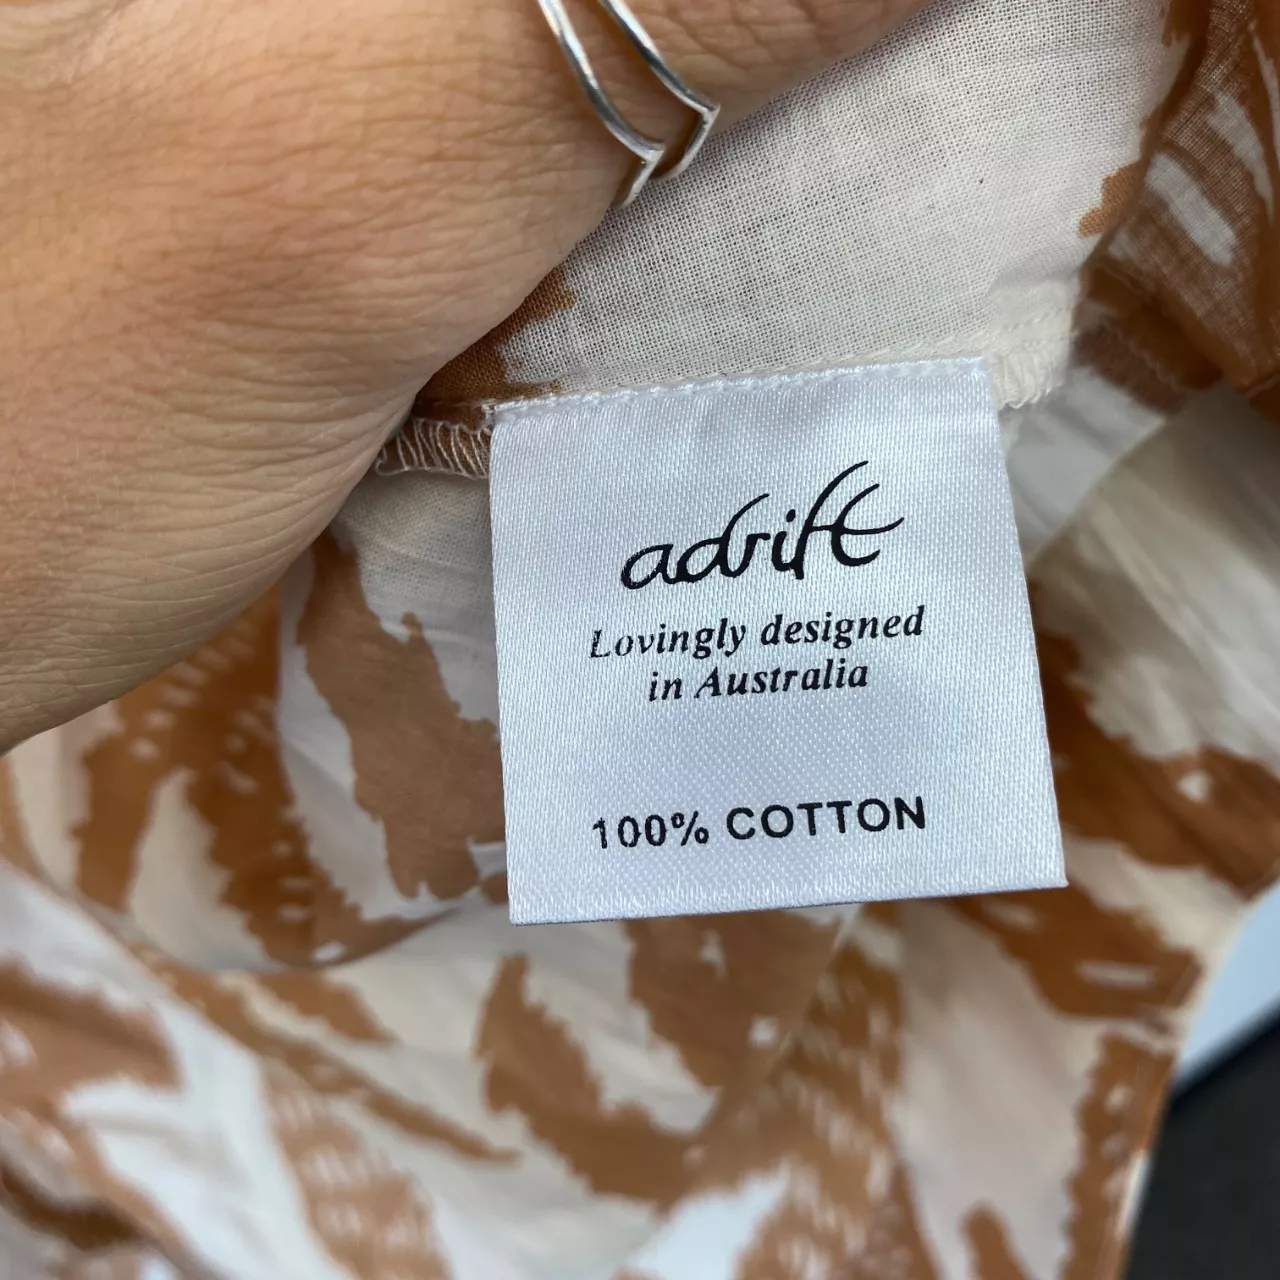 adrift
Lovingly designed
in Australia
100% COTTON